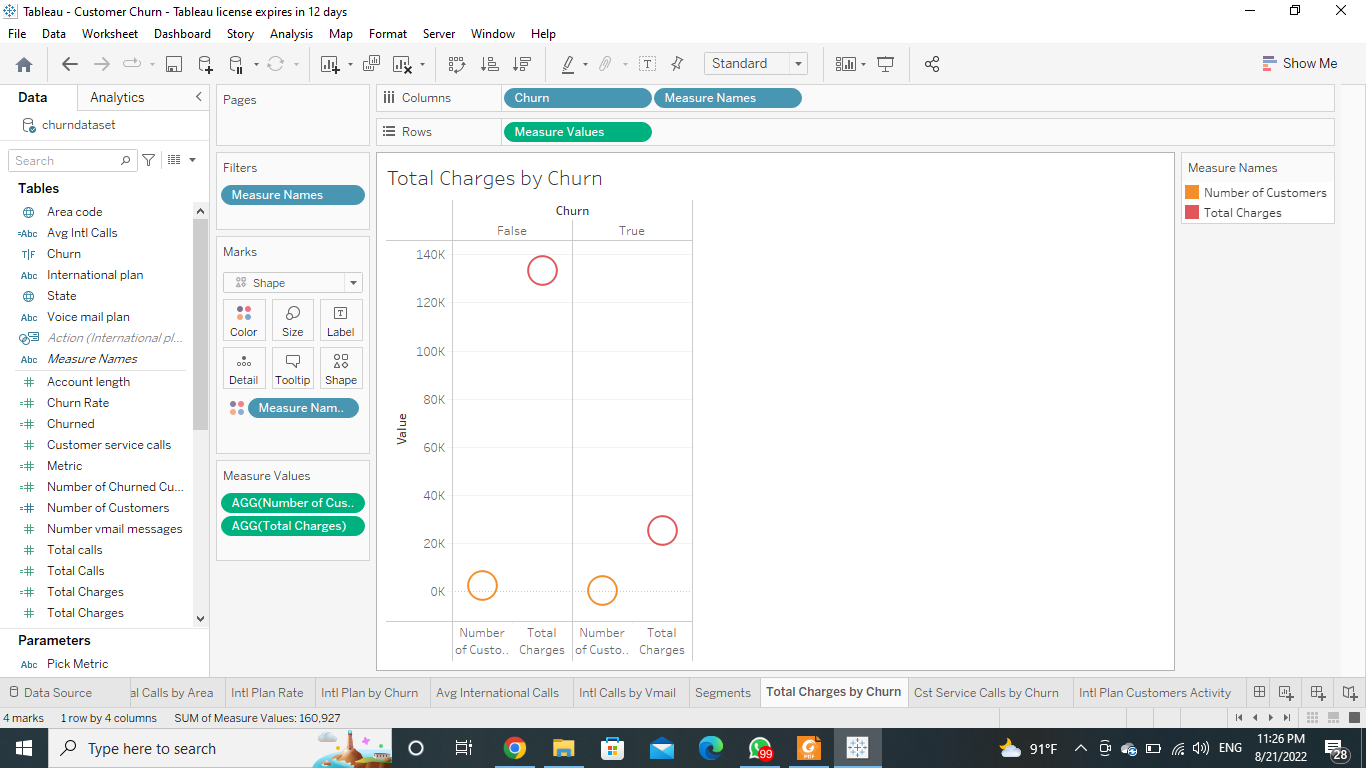 Tableau - Customer Churn - Tableau license expires in 12 days
File Data Worksheet Dashboard Story Analysis Map Format Server Window Help
Standard
Show Me
Data Analytics
churndataset
Search
Tables
Area code
=Abc Avg Intl Calls
T|F Churn
Abc International plan
State
Abc Voice mail plan
Action (International pl...
Abc Measure Names
# Account length
=# Churn Rate
=# Churned
# Customer service calls
# Metric
=# Number of Churned Cu...
=# Number of Customers
# Number vmail messages
# Total calls
=# Total Calls
=# Total Charges
# Total Charges
Parameters
Abc Pick Metric
Pages
Filters
Measure Names
Marks
Shape
Color Size Label
Detail Tooltip Shape
Measure Nam..
Measure Values
AGG(Number of Cus..
AGG(Total Charges)
Columns Churn Measure Names
Rows Measure Values
Total Charges by Churn
Churn
False True
140K
120K
100K
80K
60K
40K
20K
0K
Value
Number of Custo.. Total Charges Number of Custo.. Total Charges
Measure Names
Number of Customers
Total Charges
Data Source al Calls by Area Intl Plan Rate Intl Plan by Churn Avg International Calls Intl Calls by Vmail Segments Total Charges by Churn Cst Service Calls by Churn Intl Plan Customers Activity
4 marks 1 row by 4 columns SUM of Measure Values: 160,927
Type here to search
99
PDF
91°F
ENG
11:26 PM
8/21/2022
28